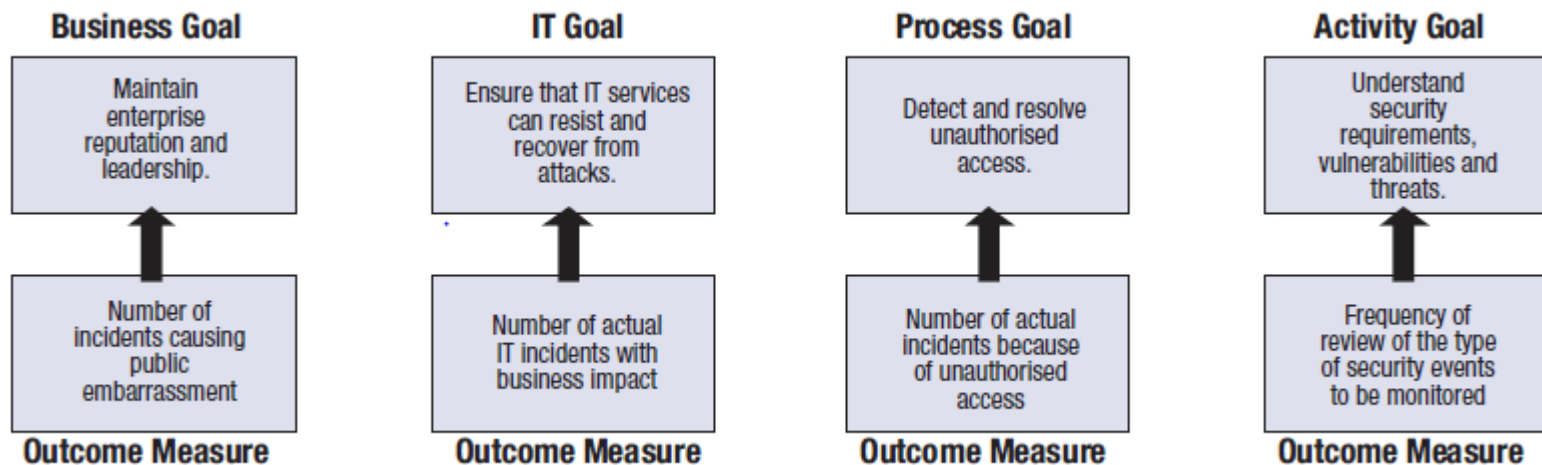 Business Goal
Maintain
enterprise
reputation and
leadership.
Number of
incidents causing
public
embarrassment
Outcome Measure
IT Goal
Ensure that IT services
can resist and
recover from
attacks.
Number of actual
IT incidents with
business impact
Outcome Measure
Process Goal
Detect and resolve
unauthorised
access.
Number of actual
incidents because
of unauthorised
access
Outcome Measure
Activity Goal
Understand
security
requirements,
vulnerabilities and
threats.
Frequency of
review of the type
of security events
to be monitored
Outcome Measure